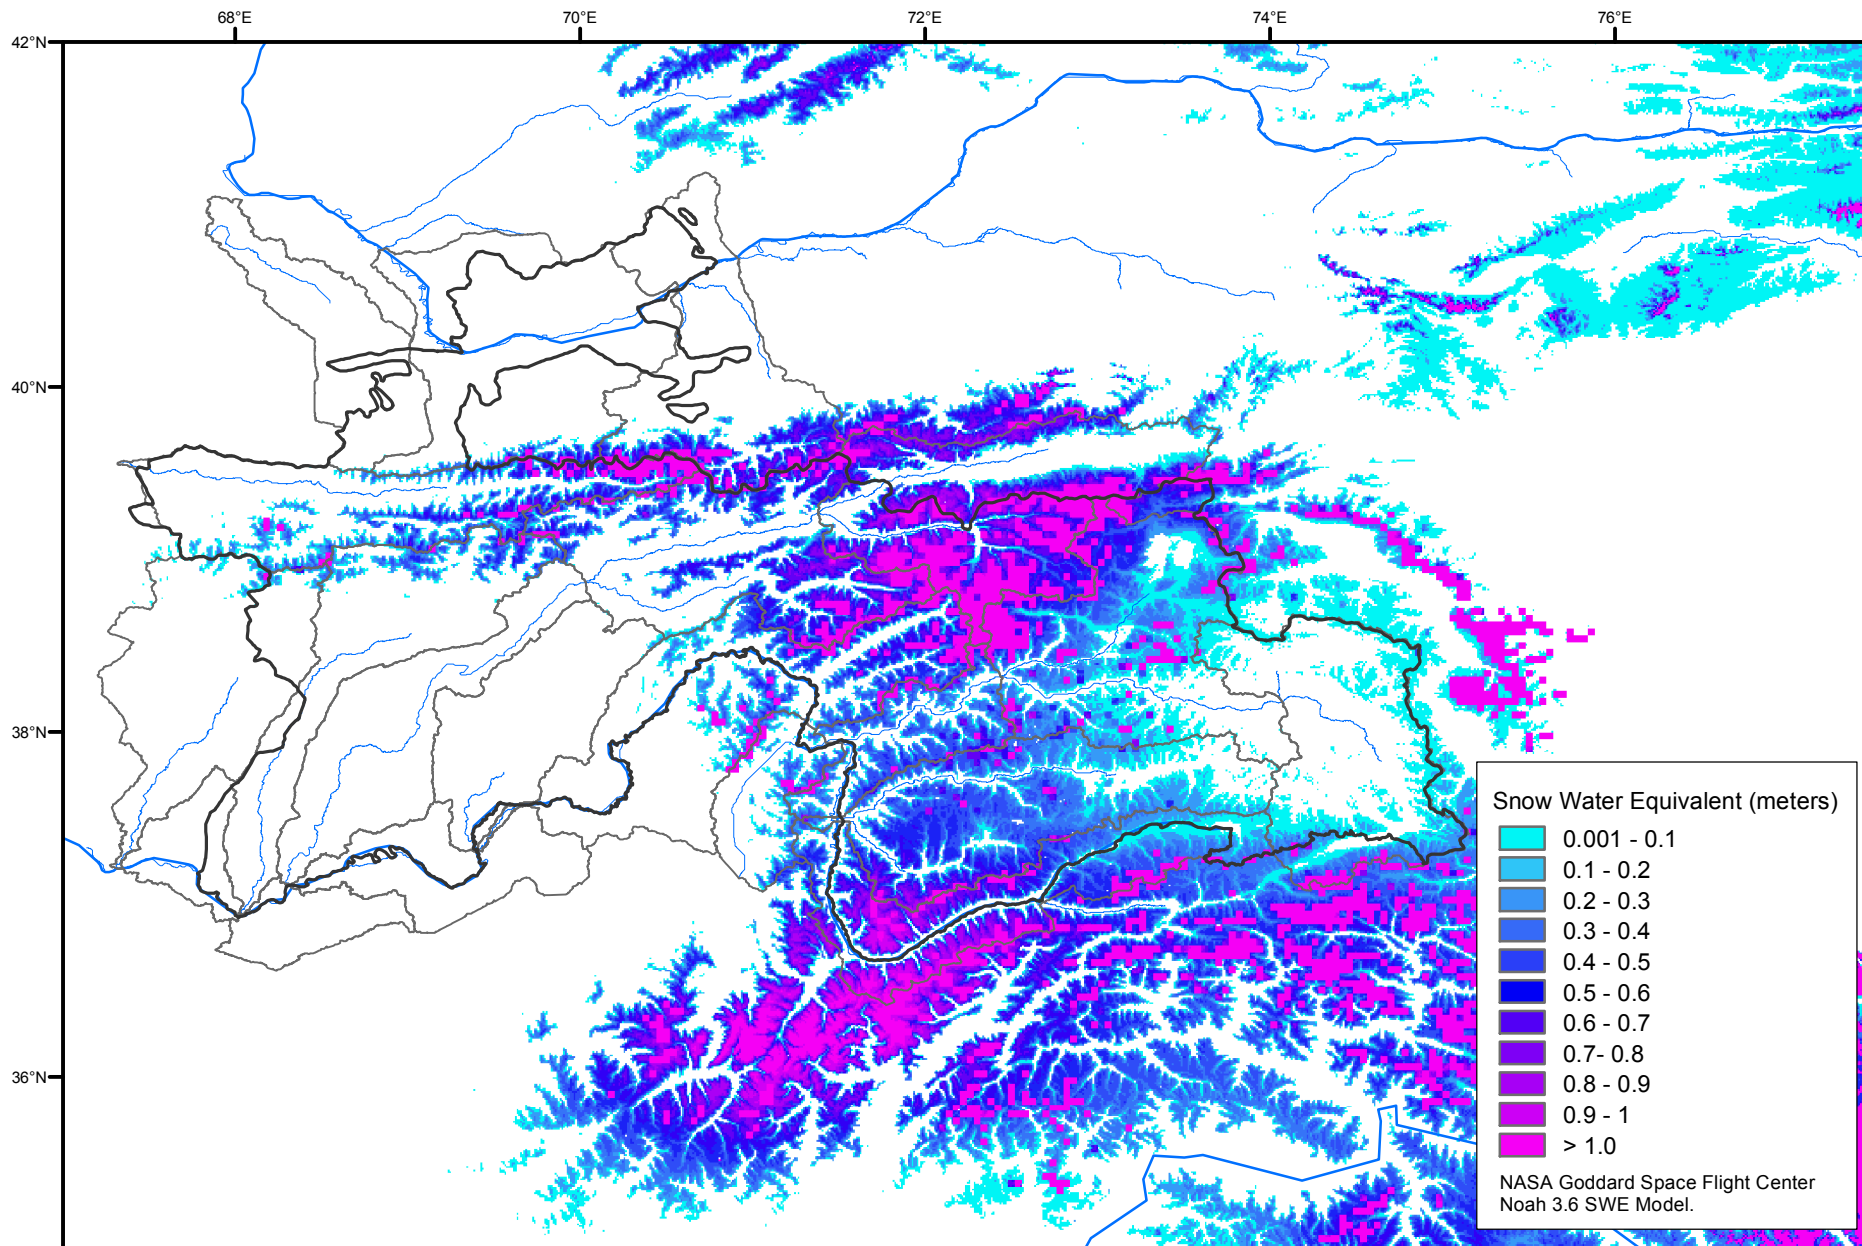 68°E 70°E 72°E 74°E 76°E
42°N
40°N
38°N
36°N
Snow Water Equivalent (meters)
0.001 - 0.1
0.1 - 0.2
0.2 - 0.3
0.3 - 0.4
0.4 - 0.5
0.5 - 0.6
0.6 - 0.7
0.7- 0.8
0.8 - 0.9
0.9 - 1
> 1.0
NASA Goddard Space Flight Center
Noah 3.6 SWE Model.